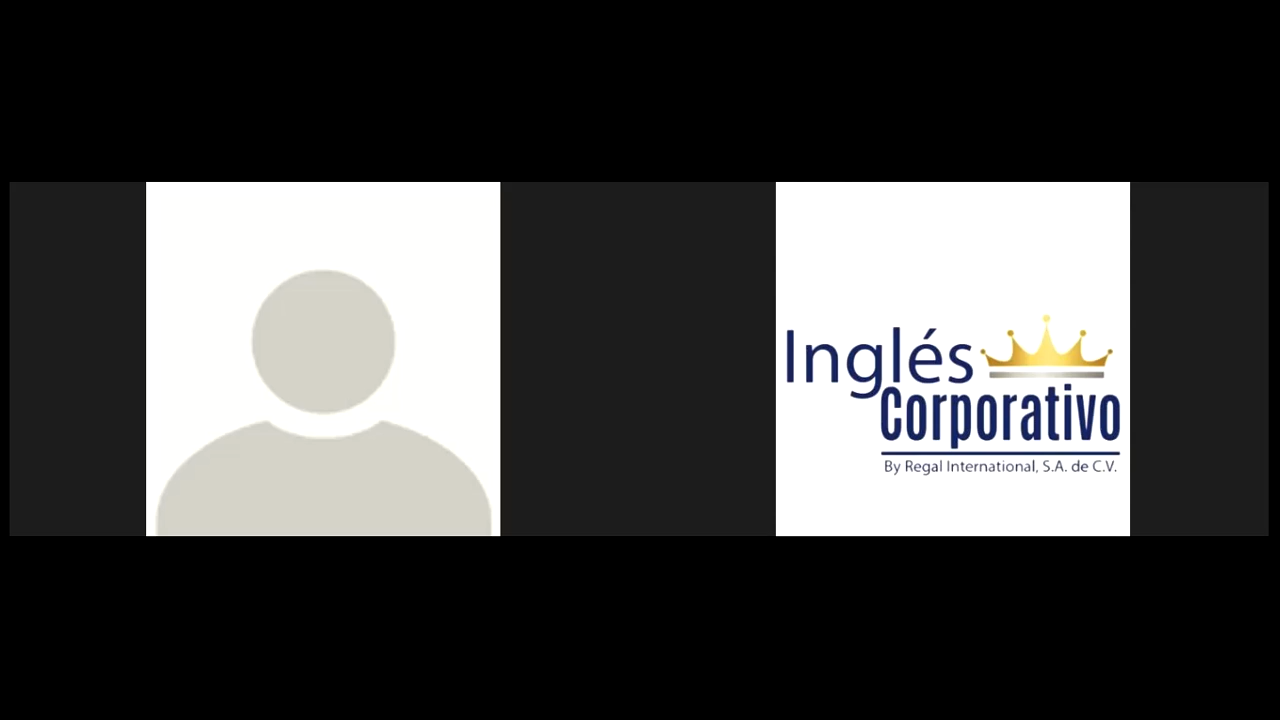 Inglés
Corporativo
By Regal International, S.A. de C.V.